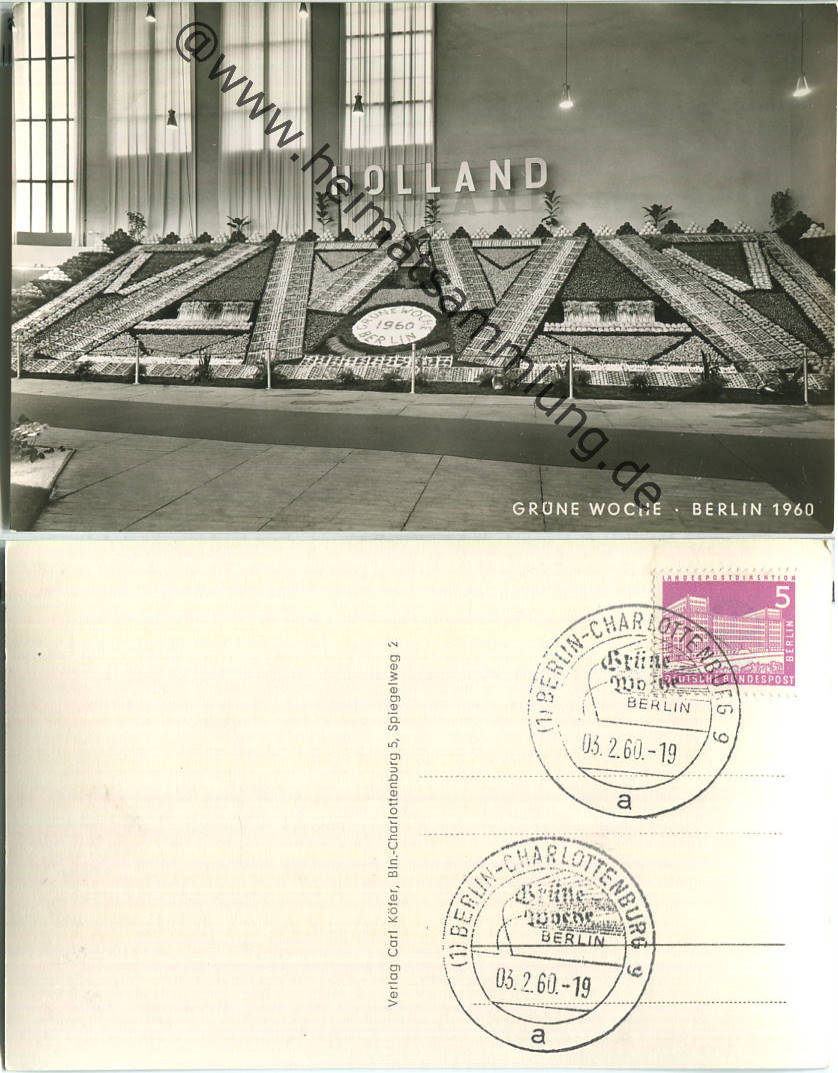 HOLLAND
@www.heimatsammlung.de
GRÜNE WOCHE
1960
BERLIN
GRÜNE WOCHE · BERLIN 1960
LANDESPOSTDIREKTION
5
BERLIN
DEUTSCHE BUNDESPOST
(1) BERLIN-CHARLOTTENBURG 9
Grüne
Woche
BERLIN
03.2.60.-19
a
Verlag Carl Köfer, Bln.-Charlottenburg 5, Spiegelweg 2
(1) BERLIN-CHARLOTTENBURG 9
Grüne
Woche
BERLIN
03.2.60.-19
a